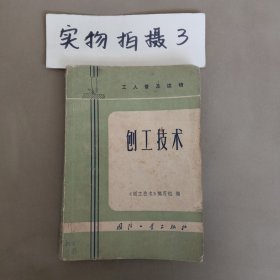 实物拍摄3
工人普及读物
刨工技术
《刨工技术》编写组 编
国防工业出版社